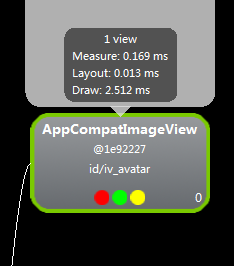 1 view
Measure: 0.169 ms
Layout: 0.013 ms
Draw: 2.512 ms
AppCompatImageView
@1e92227
id/iv_avatar
0